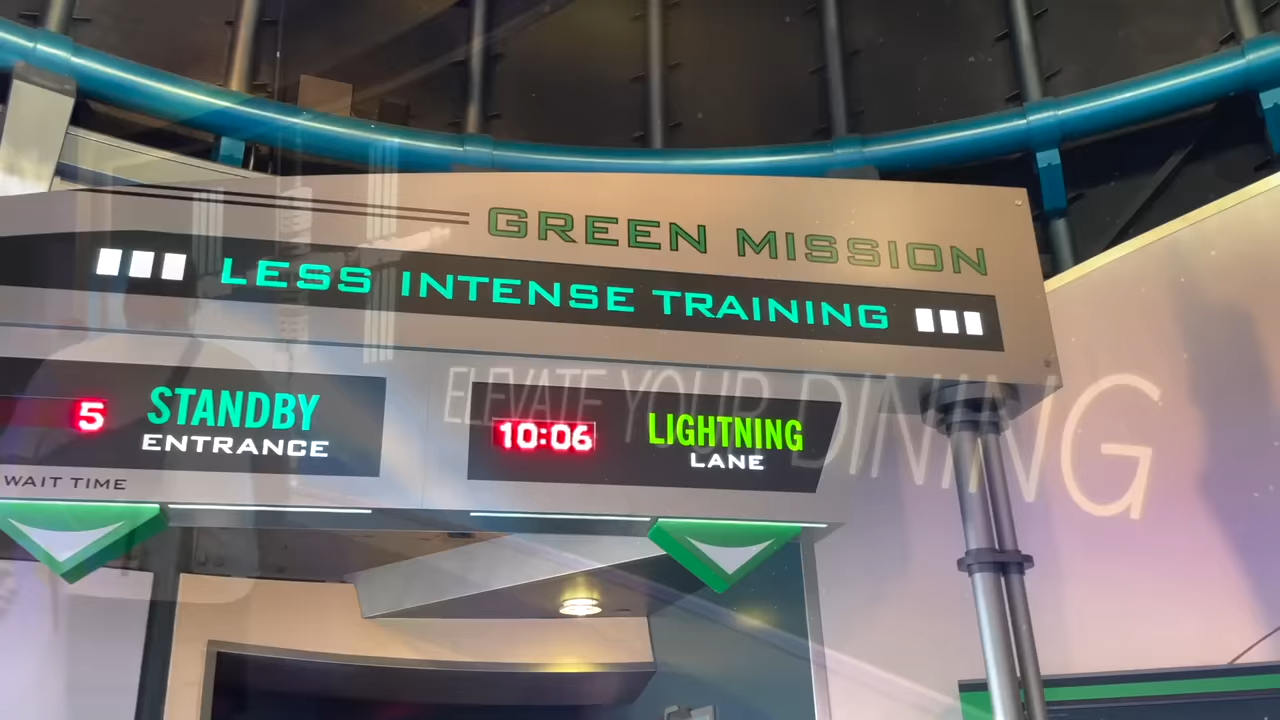 GREEN MISSION
LESS INTENSE TRAINING
5 STANDBY
ENTRANCE
WAIT TIME
10:06 LIGHTNING
LANE
ELEVATE YOUR DINING